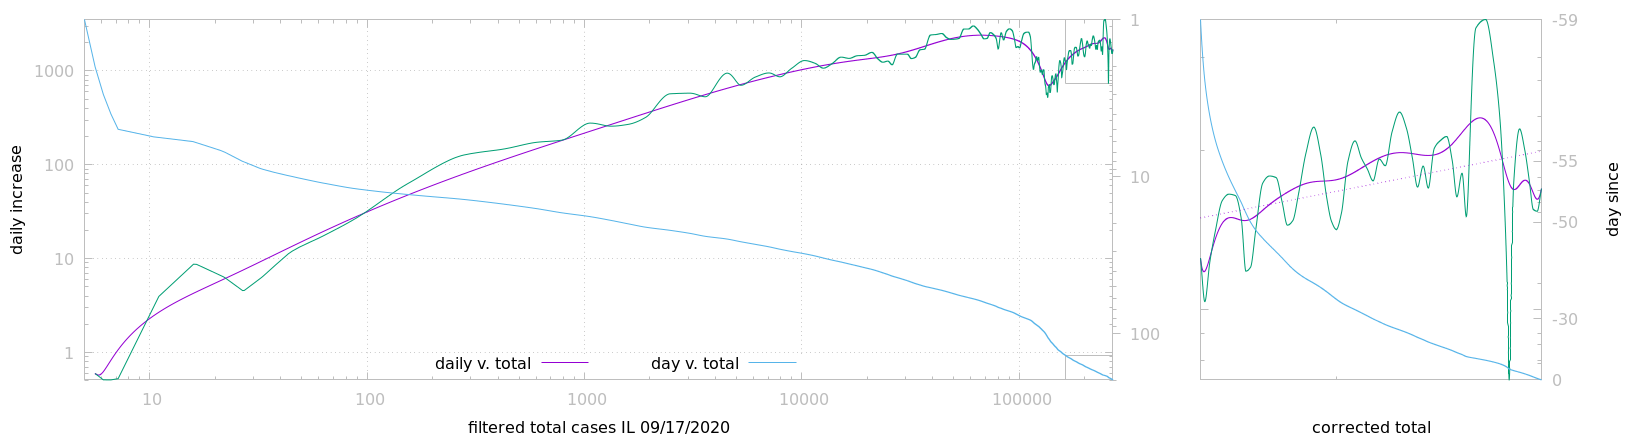 1
-59
1000
daily increase
100
10
-55
day since
-50
10
-30
100
1
daily v. total
day v. total
0
10
100
1000
10000
100000
filtered total cases IL 09/17/2020
corrected total